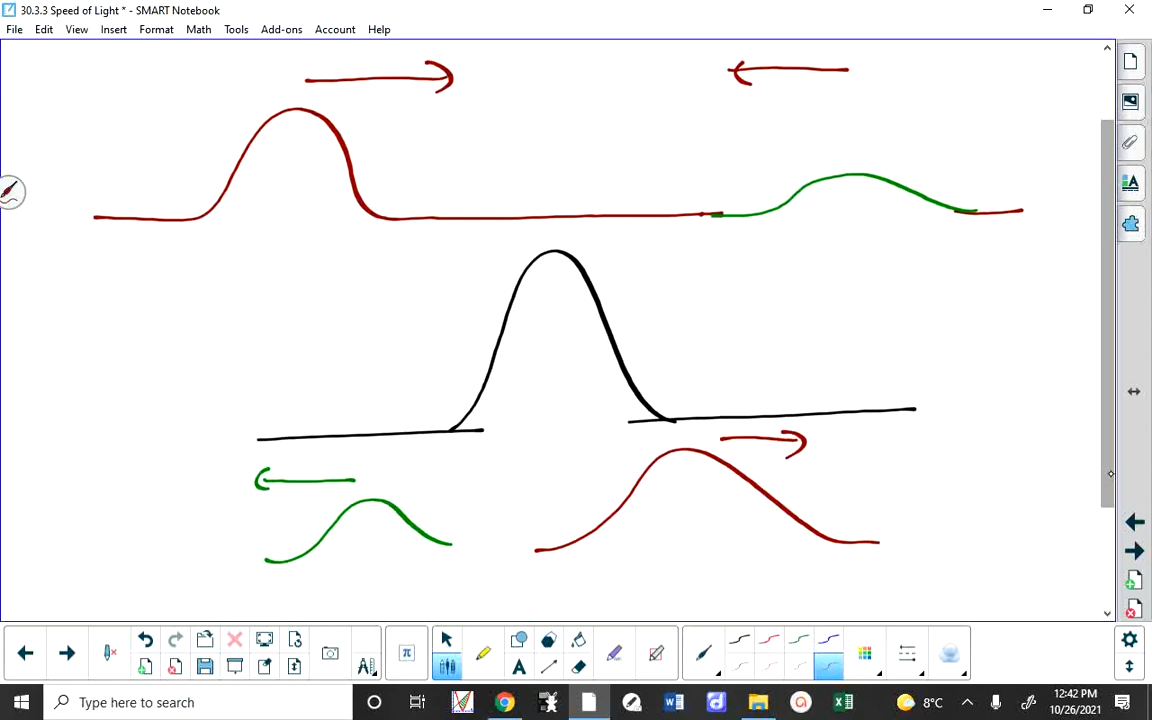 30.3.3 Speed of Light * - SMART Notebook
File Edit View Insert Format Math Tools Add-ons Account Help
π
A
A
Type here to search
8°C
12:42 PM
10/26/2021